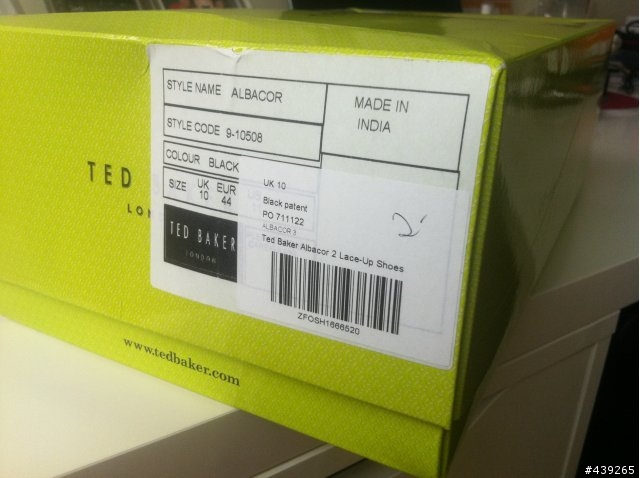 STYLE NAME ALBACOR
MADE IN
INDIA
STYLE CODE 9-10508
COLOUR BLACK
SIZE UK 10 EUR 44
UK 10
Black patent
PO 711122
ALBACOR 3
Ted Baker Albacor 2 Lace-Up Shoes
ZFOSH1666520
TED BAKER
LONDON
TED
LON
www.tedbaker.com
#439265